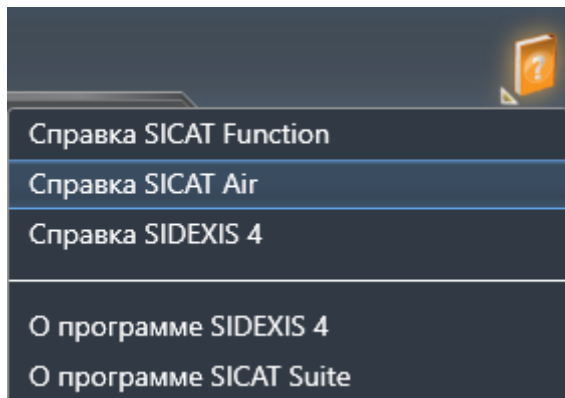 Справка SICAT Function
Справка SICAT Air
Справка SIDEXIS 4
О программе SIDEXIS 4
О программе SICAT Suite